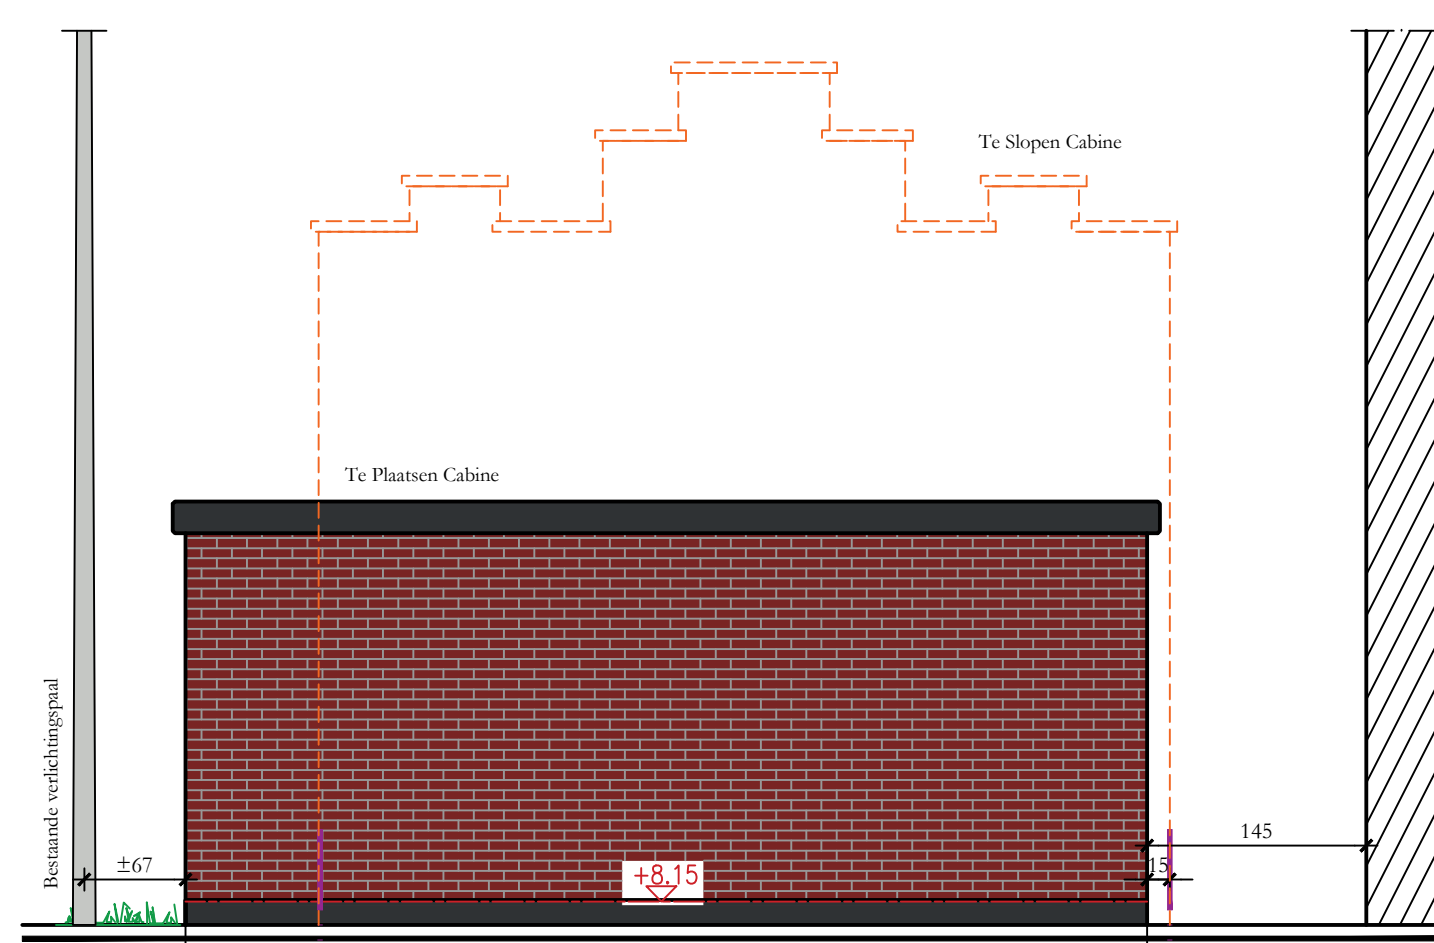 Te Slopen Cabine
Te Plaatsen Cabine
Bestaande verlichtingspaal
±67
145
15
+8.15